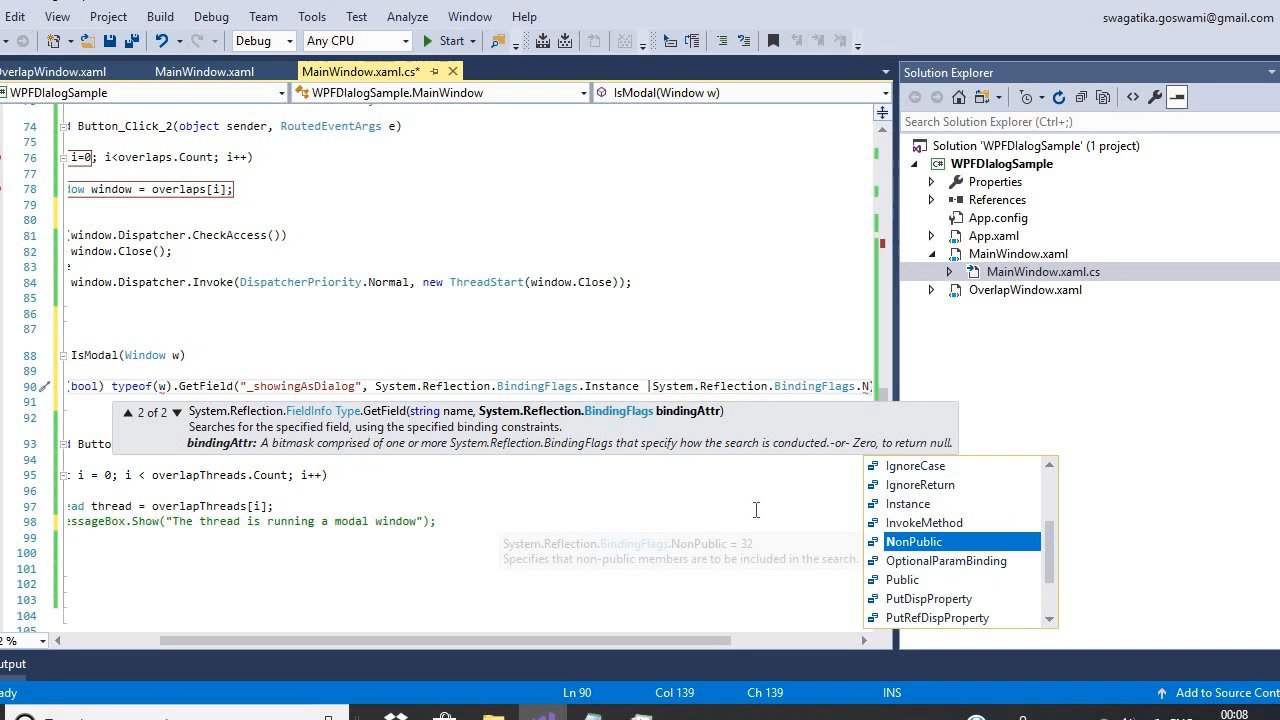 Edit View Project Build Debug Team Tools Test Analyze Window Help swagatika.goswami@gmail.com
Debug Any CPU Start
OverlapWindow.xaml MainWindow.xaml MainWindow.xaml.cs* Solution Explorer
WPFDIalogSample WPFDIalogSample.MainWindow IsModal(Window w)
Search Solution Explorer (Ctrl+;)
74 Button_Click_2(object sender, RoutedEventArgs e)
75
76 i=0; i<overlaps.Count; i++)
77
78 dow window = overlaps[i];
79
80
81 (window.Dispatcher.CheckAccess())
82 window.Close();
83 e
84 window.Dispatcher.Invoke(DispatcherPriority.Normal, new ThreadStart(window.Close));
85
86
87
88 IsModal(Window w)
89
90 (bool) typeof(w).GetField("_showingAsDialog", System.Reflection.BindingFlags.Instance |System.Reflection.BindingFlags.N)
91
92
93 d Button
94
95 : i = 0; i < overlapThreads.Count; i++)
96
97 ead thread = overlapThreads[i];
98 essageBox.Show("The thread is running a modal window");
99
100
101
102
103
104
105
2 of 2 System.Reflection.FieldInfo Type.GetField(string name, System.Reflection.BindingFlags bindingAttr)
Searches for the specified field, using the specified binding constraints.
bindingAttr: A bitmask comprised of one or more System.Reflection.BindingFlags that specify how the search is conducted.-or- Zero, to return null.
System.Reflection.BindingFlags.NonPublic = 32
Specifies that non-public members are to be included in the search.
IgnoreCase
IgnoreReturn
Instance
InvokeMethod
NonPublic
OptionalParamBinding
Public
PutDispProperty
PutRefDispProperty
Solution 'WPFDIalogSample' (1 project)
WPFDIalogSample
Properties
References
App.config
App.xaml
MainWindow.xaml
MainWindow.xaml.cs
OverlapWindow.xaml
2 %
utput
ady Ln 90 Col 139 Ch 139 INS Add to Source Cont
00:08